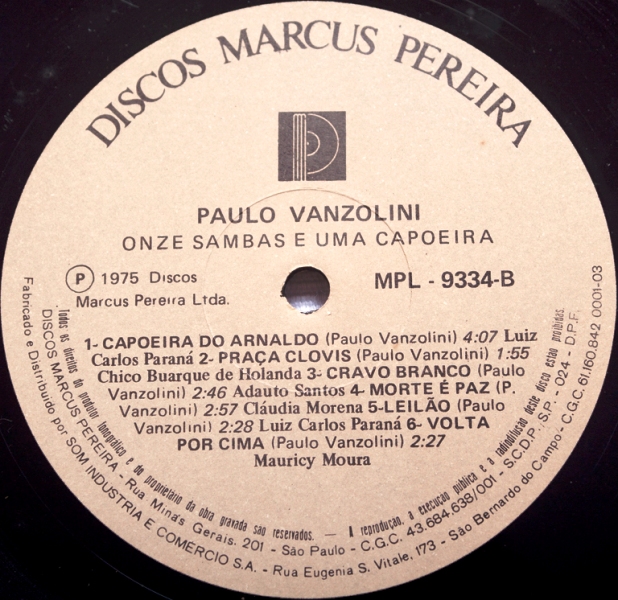 DISCOS MARCUS PEREIRA
PAULO VANZOLINI
ONZE SAMBAS E UMA CAPOEIRA
P 1975 Discos
Marcus Pereira Ltda.
MPL - 9334-B
1- CAPOEIRA DO ARNALDO (Paulo Vanzolini) 4:07 Luiz
Carlos Paraná 2- PRAÇA CLOVIS (Paulo Vanzolini) 1:55
Chico Buarque de Holanda 3- CRAVO BRANCO (Paulo
Vanzolini) 2:46 Adauto Santos 4- MORTE É PAZ (P.
Vanzolini) 2:57 Cláudia Morena 5-LEILÃO (Paulo
Vanzolini) 2:28 Luiz Carlos Paraná 6- VOLTA
POR CIMA (Paulo Vanzolini) 2:27
Mauricy Moura
Todos os direitos do produtor fonográfico e do proprietário da obra gravada são reservados. — A reprodução, a execução pública e a radiodifusão deste disco estão proibidas.
DISCOS MARCUS PEREIRA - Rua Minas Gerais, 201 - São Paulo - C.G.C. 43.684.638/001 - S.C.D.P. - SP. - 024 - D.P.F.
Fabricado e Distribuido por SOM INDUSTRIA E COMÉRCIO S.A. - Rua Eugenia S. Vitale, 173 - São Bernardo do Campo - C.G.C. 61.160.842 0001-03